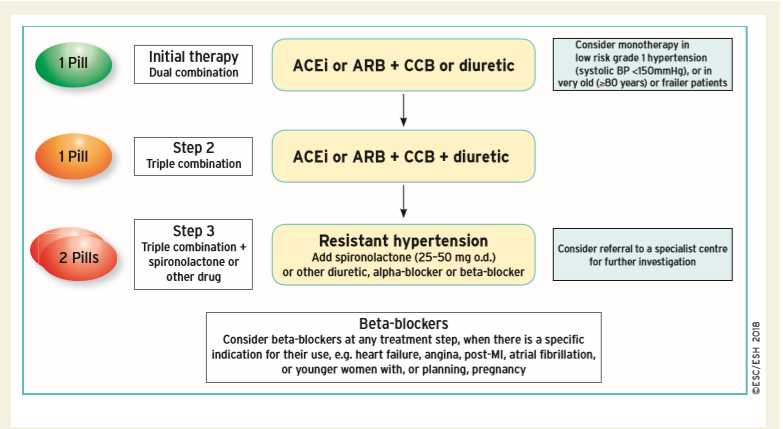 1 Pill
Initial therapy
Dual combination
ACEi or ARB + CCB or diuretic
Consider monotherapy in
low risk grade 1 hypertension
(systolic BP <150mmHg), or in
very old (≥80 years) or frailer patients
1 Pill
Step 2
Triple combination
ACEi or ARB + CCB + diuretic
2 Pills
Step 3
Triple combination +
spironolactone or
other drug
Resistant hypertension
Add spironolactone (25–50 mg o.d.)
or other diuretic, alpha-blocker or beta-blocker
Consider referral to a specialist centre
for further investigation
Beta-blockers
Consider beta-blockers at any treatment step, when there is a specific
indication for their use, e.g. heart failure, angina, post-MI, atrial fibrillation,
or younger women with, or planning, pregnancy
©ESC/ESH 2018